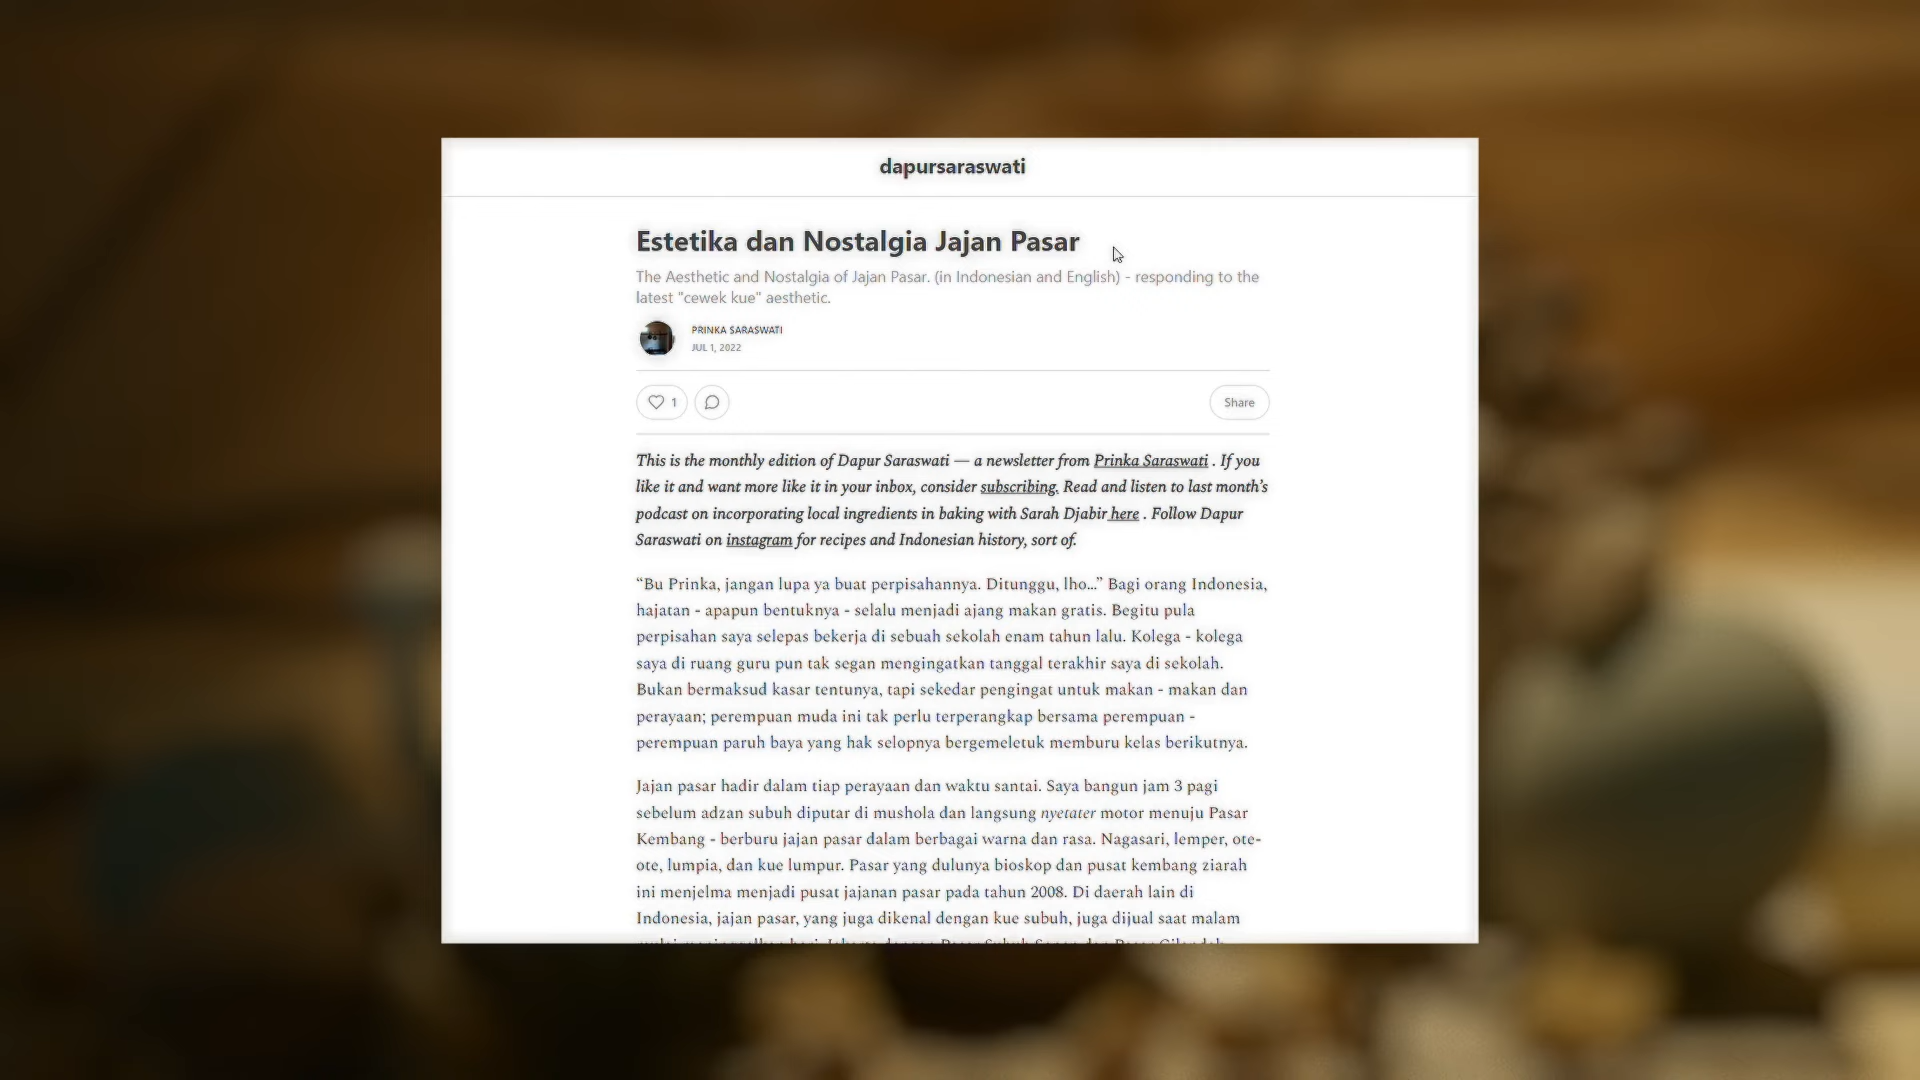 dapursaraswati
Estetika dan Nostalgia Jajan Pasar
The Aesthetic and Nostalgia of Jajan Pasar. (in Indonesian and English) - responding to the
latest "cewek kue" aesthetic.
PRINKA SARASWATI
JUL 1, 2022
1
Share
This is the monthly edition of Dapur Saraswati — a newsletter from Prinka Saraswati . If you
like it and want more like it in your inbox, consider subscribing. Read and listen to last month’s
podcast on incorporating local ingredients in baking with Sarah Djabir here . Follow Dapur
Saraswati on instagram for recipes and Indonesian history, sort of.
“Bu Prinka, jangan lupa ya buat perpisahannya. Ditunggu, lho...” Bagi orang Indonesia,
hajatan - apapun bentuknya - selalu menjadi ajang makan gratis. Begitu pula
perpisahan saya selepas bekerja di sebuah sekolah enam tahun lalu. Kolega - kolega
saya di ruang guru pun tak segan mengingatkan tanggal terakhir saya di sekolah.
Bukan bermaksud kasar tentunya, tapi sekedar pengingat untuk makan - makan dan
perayaan; perempuan muda ini tak perlu terperangkap bersama perempuan -
perempuan paruh baya yang hak selopnya bergemeletuk memburu kelas berikutnya.
Jajan pasar hadir dalam tiap perayaan dan waktu santai. Saya bangun jam 3 pagi
sebelum adzan subuh diputar di mushola dan langsung nyetater motor menuju Pasar
Kembang - berburu jajan pasar dalam berbagai warna dan rasa. Nagasari, lemper, ote-
ote, lumpia, dan kue lumpur. Pasar yang dulunya bioskop dan pusat kembang ziarah
ini menjelma menjadi pusat jajanan pasar pada tahun 2008. Di daerah lain di
Indonesia, jajan pasar, yang juga dikenal dengan kue subuh, juga dijual saat malam